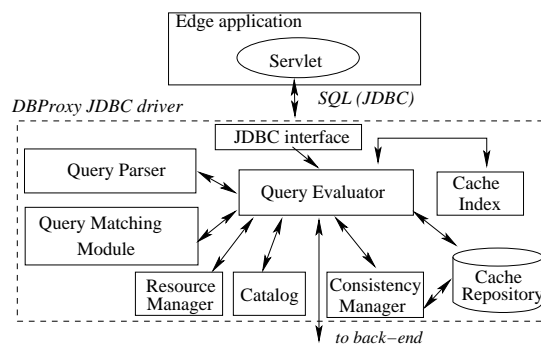 Edge application
Servlet
SQL (JDBC)
DBProxy JDBC driver
JDBC interface
Query Parser
Query Evaluator
Cache
Index
Query Matching
Module
Resource
Manager
Catalog
Consistency
Manager
Cache
Repository
to back−end